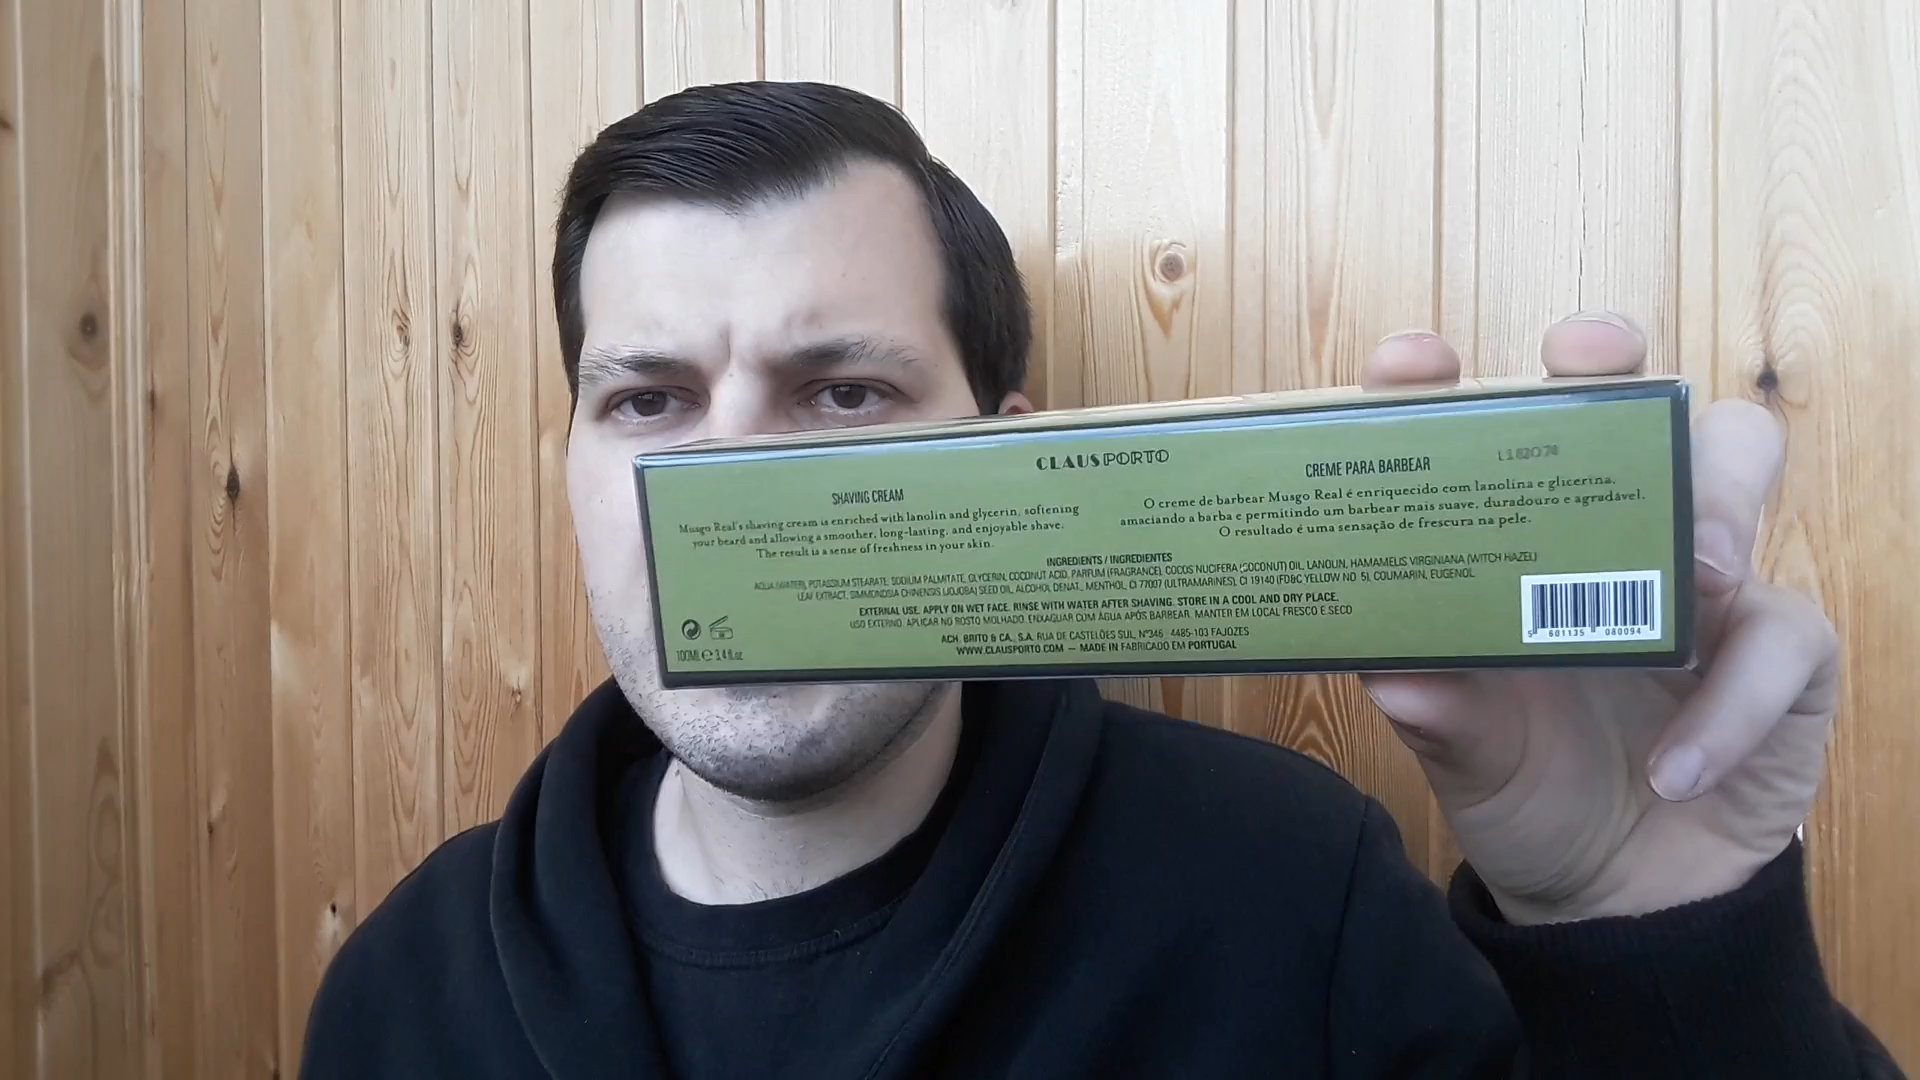 CLAUS PORTO
SHAVING CREAM
Musgo Real's shaving cream is enriched with lanolin and glycerin, softening
your beard and allowing a smoother, long-lasting, and enjoyable shave.
The result is a sense of freshness in your skin.
CREME PARA BARBEAR
L182074
O creme de barbear Musgo Real é enriquecido com lanolina e glicerina,
amaciando a barba e permitindo um barbear mais suave, duradouro e agradável.
O resultado é uma sensação de frescura na pele.
INGREDIENTS / INGREDIENTES
AQUA (WATER), POTASSIUM STEARATE, SODIUM PALMITATE, GLYCERIN, COCONUT ACID, PARFUM (FRAGRANCE), COCOS NUCIFERA (COCONUT) OIL, LANOLIN, HAMAMELIS VIRGINIANA (WITCH HAZEL)
LEAF EXTRACT, SIMMONDSIA CHINENSIS (JOJOBA) SEED OIL, ALCOHOL DENAT., MENTHOL, CI 77007 (ULTRAMARINES), CI 19140 (FD&C YELLOW NO. 5), COUMARIN, EUGENOL
EXTERNAL USE. APPLY ON WET FACE. RINSE WITH WATER AFTER SHAVING. STORE IN A COOL AND DRY PLACE.
USO EXTERNO. APLICAR NO ROSTO MOLHADO. ENXAGUAR COM ÁGUA APÓS BARBEAR. MANTER EM LOCAL FRESCO E SECO
ACH. BRITO & CA., S.A. RUA DE CASTELÕES SUL, Nº346 4485-103 FAJOZES
WWW.CLAUSPORTO.COM — MADE IN FABRICADO EM PORTUGAL
100ML ℮ 3.4 fl.oz
5 601135 080094